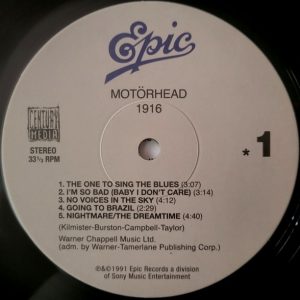 Epic
MOTÖRHEAD
1916
CENTURY
MEDIA
STEREO
33⅓ RPM
* 1
1. THE ONE TO SING THE BLUES (3:07)
2. I'M SO BAD (BABY I DON'T CARE) (3:14)
3. NO VOICES IN THE SKY (4:12)
4. GOING TO BRAZIL (2:29)
5. NIGHTMARE/THE DREAMTIME (4:40)
(Kilmister-Burston-Campbell-Taylor)
Warner Chappell Music Ltd.
(adm. by Warner-Tamerlane Publishing Corp.)
℗&©1991 Epic Records a division
of Sony Music Entertainment